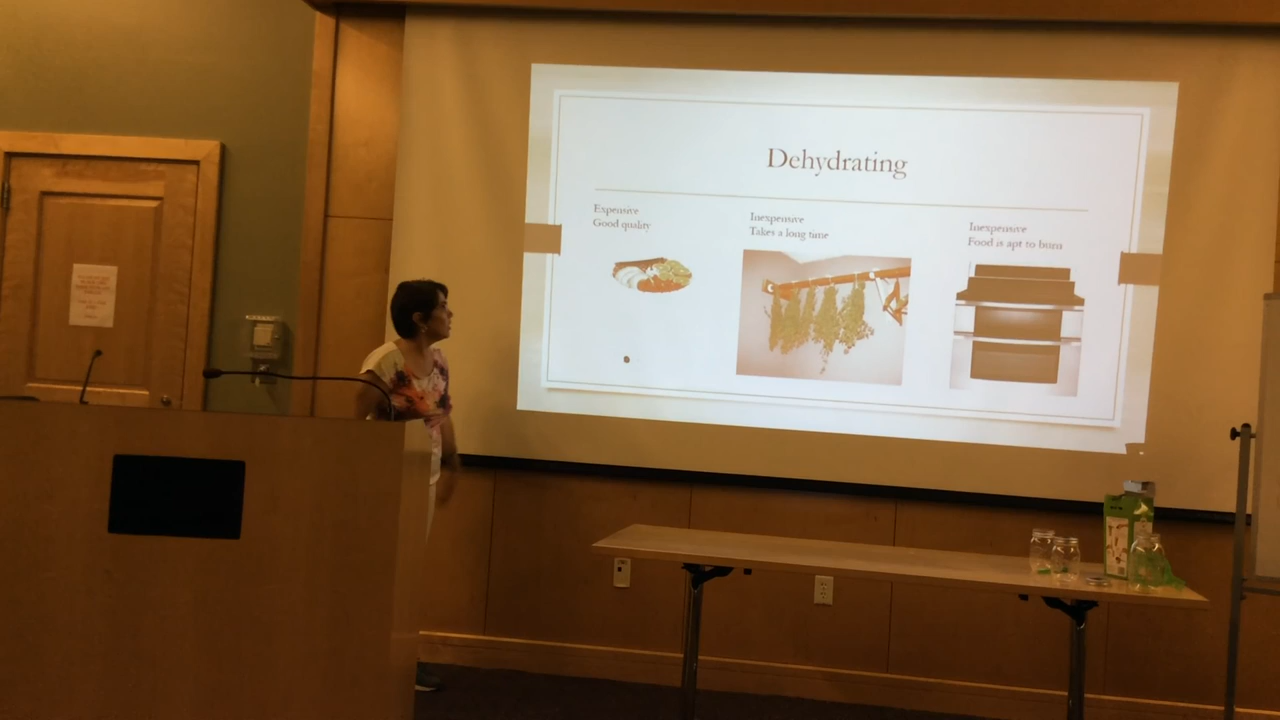 Dehydrating
Expensive
Good quality
Inexpensive
Takes a long time
Inexpensive
Food is apt to burn